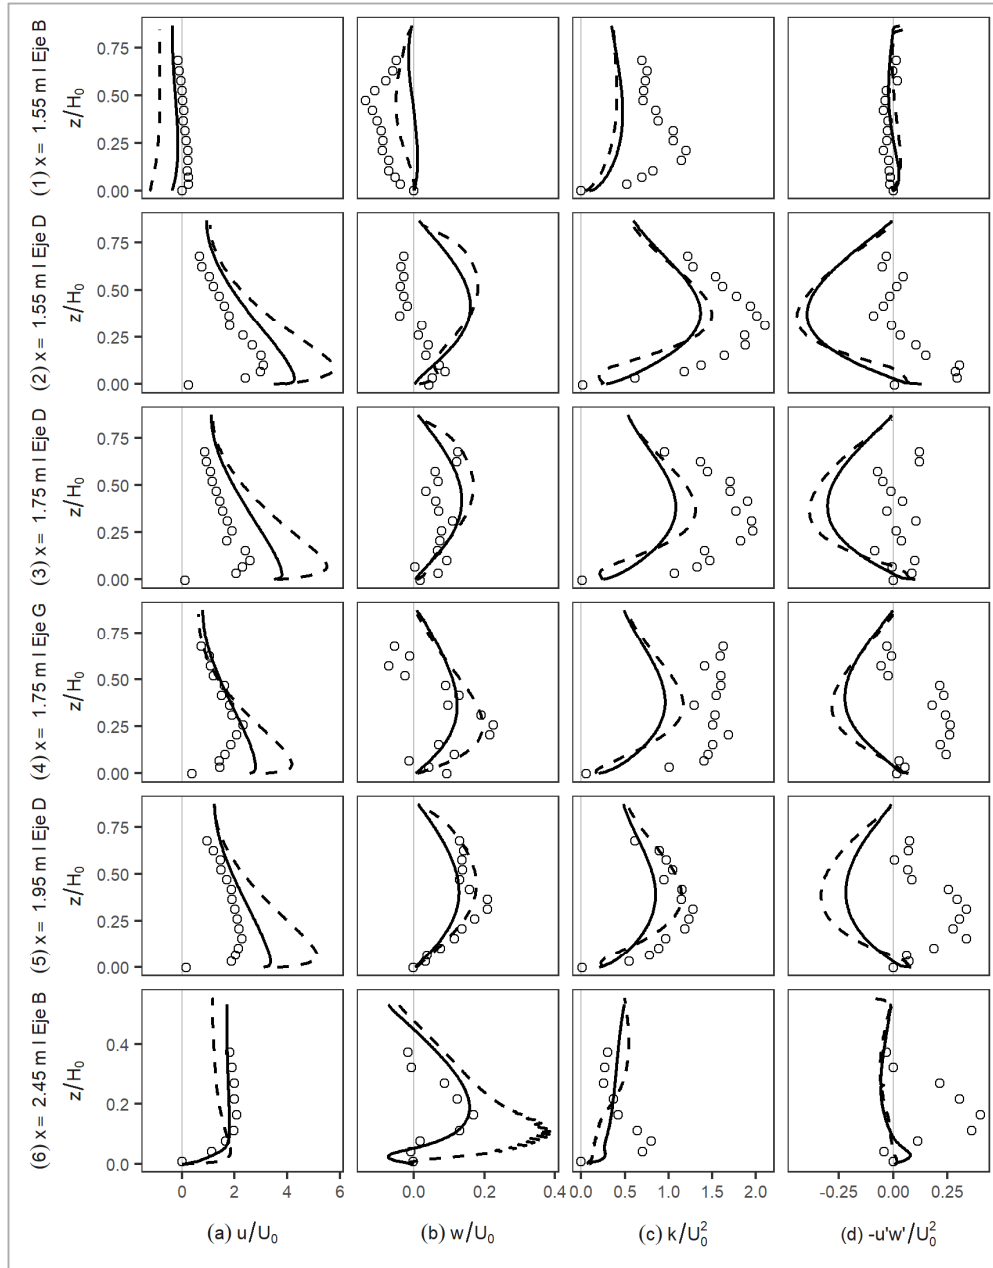 (1) x = 1.55 m I Eje B
z/H₀
0.75
0.50
0.25
0.00
(2) x = 1.55 m I Eje D
z/H₀
0.75
0.50
0.25
0.00
(3) x = 1.75 m I Eje D
z/H₀
0.75
0.50
0.25
0.00
(4) x = 1.75 m I Eje G
z/H₀
0.75
0.50
0.25
0.00
(5) x = 1.95 m I Eje D
z/H₀
0.75
0.50
0.25
0.00
(6) x = 2.45 m I Eje B
z/H₀
0.4
0.2
0.0
0 2 4 6
0.0 0.2 0.4
0.0 0.5 1.0 1.5 2.0
-0.25 0.00 0.25
(a) u/U₀
(b) w/U₀
(c) k/U₀²
(d) -u'w'/U₀²